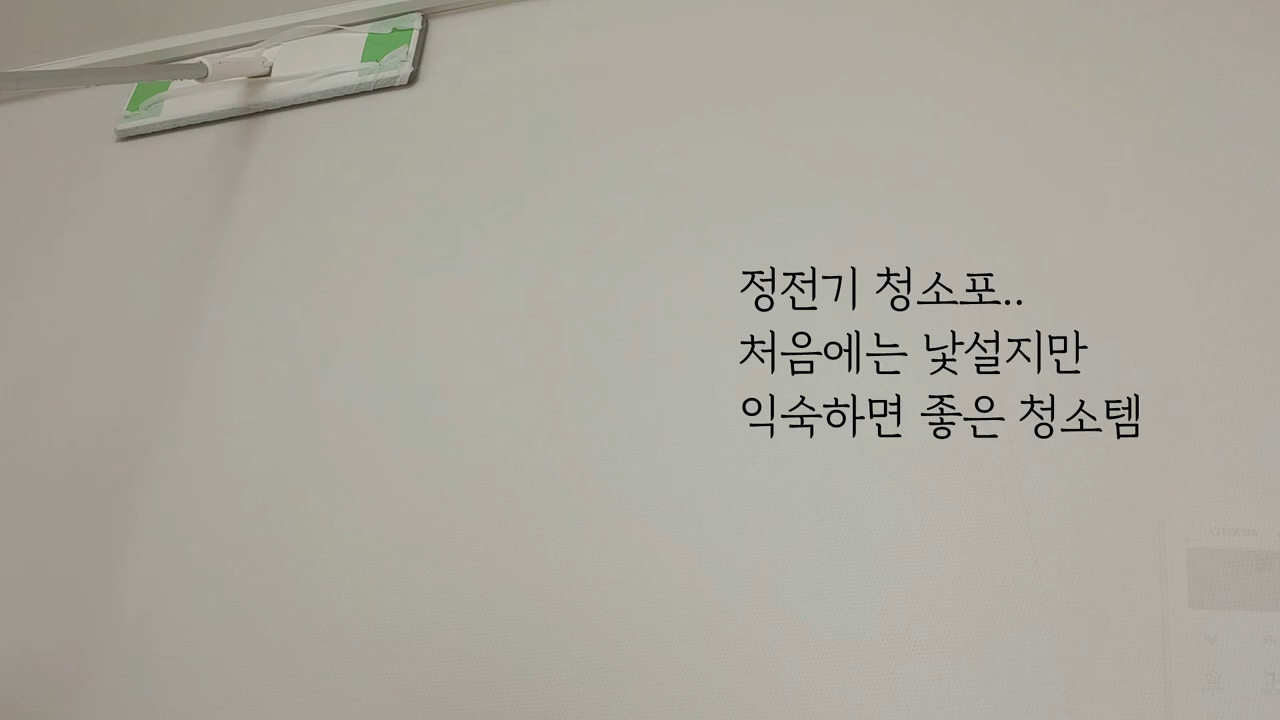 정전기 청소포..
처음에는 낯설지만
익숙하면 좋은 청소템